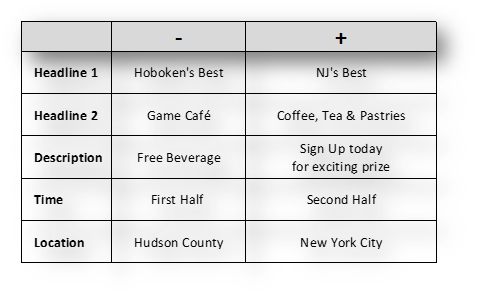 - +
Headline 1 Hoboken's Best NJ's Best
Headline 2 Game Café Coffee, Tea & Pastries
Description Free Beverage Sign Up today
for exciting prize
Time First Half Second Half
Location Hudson County New York City